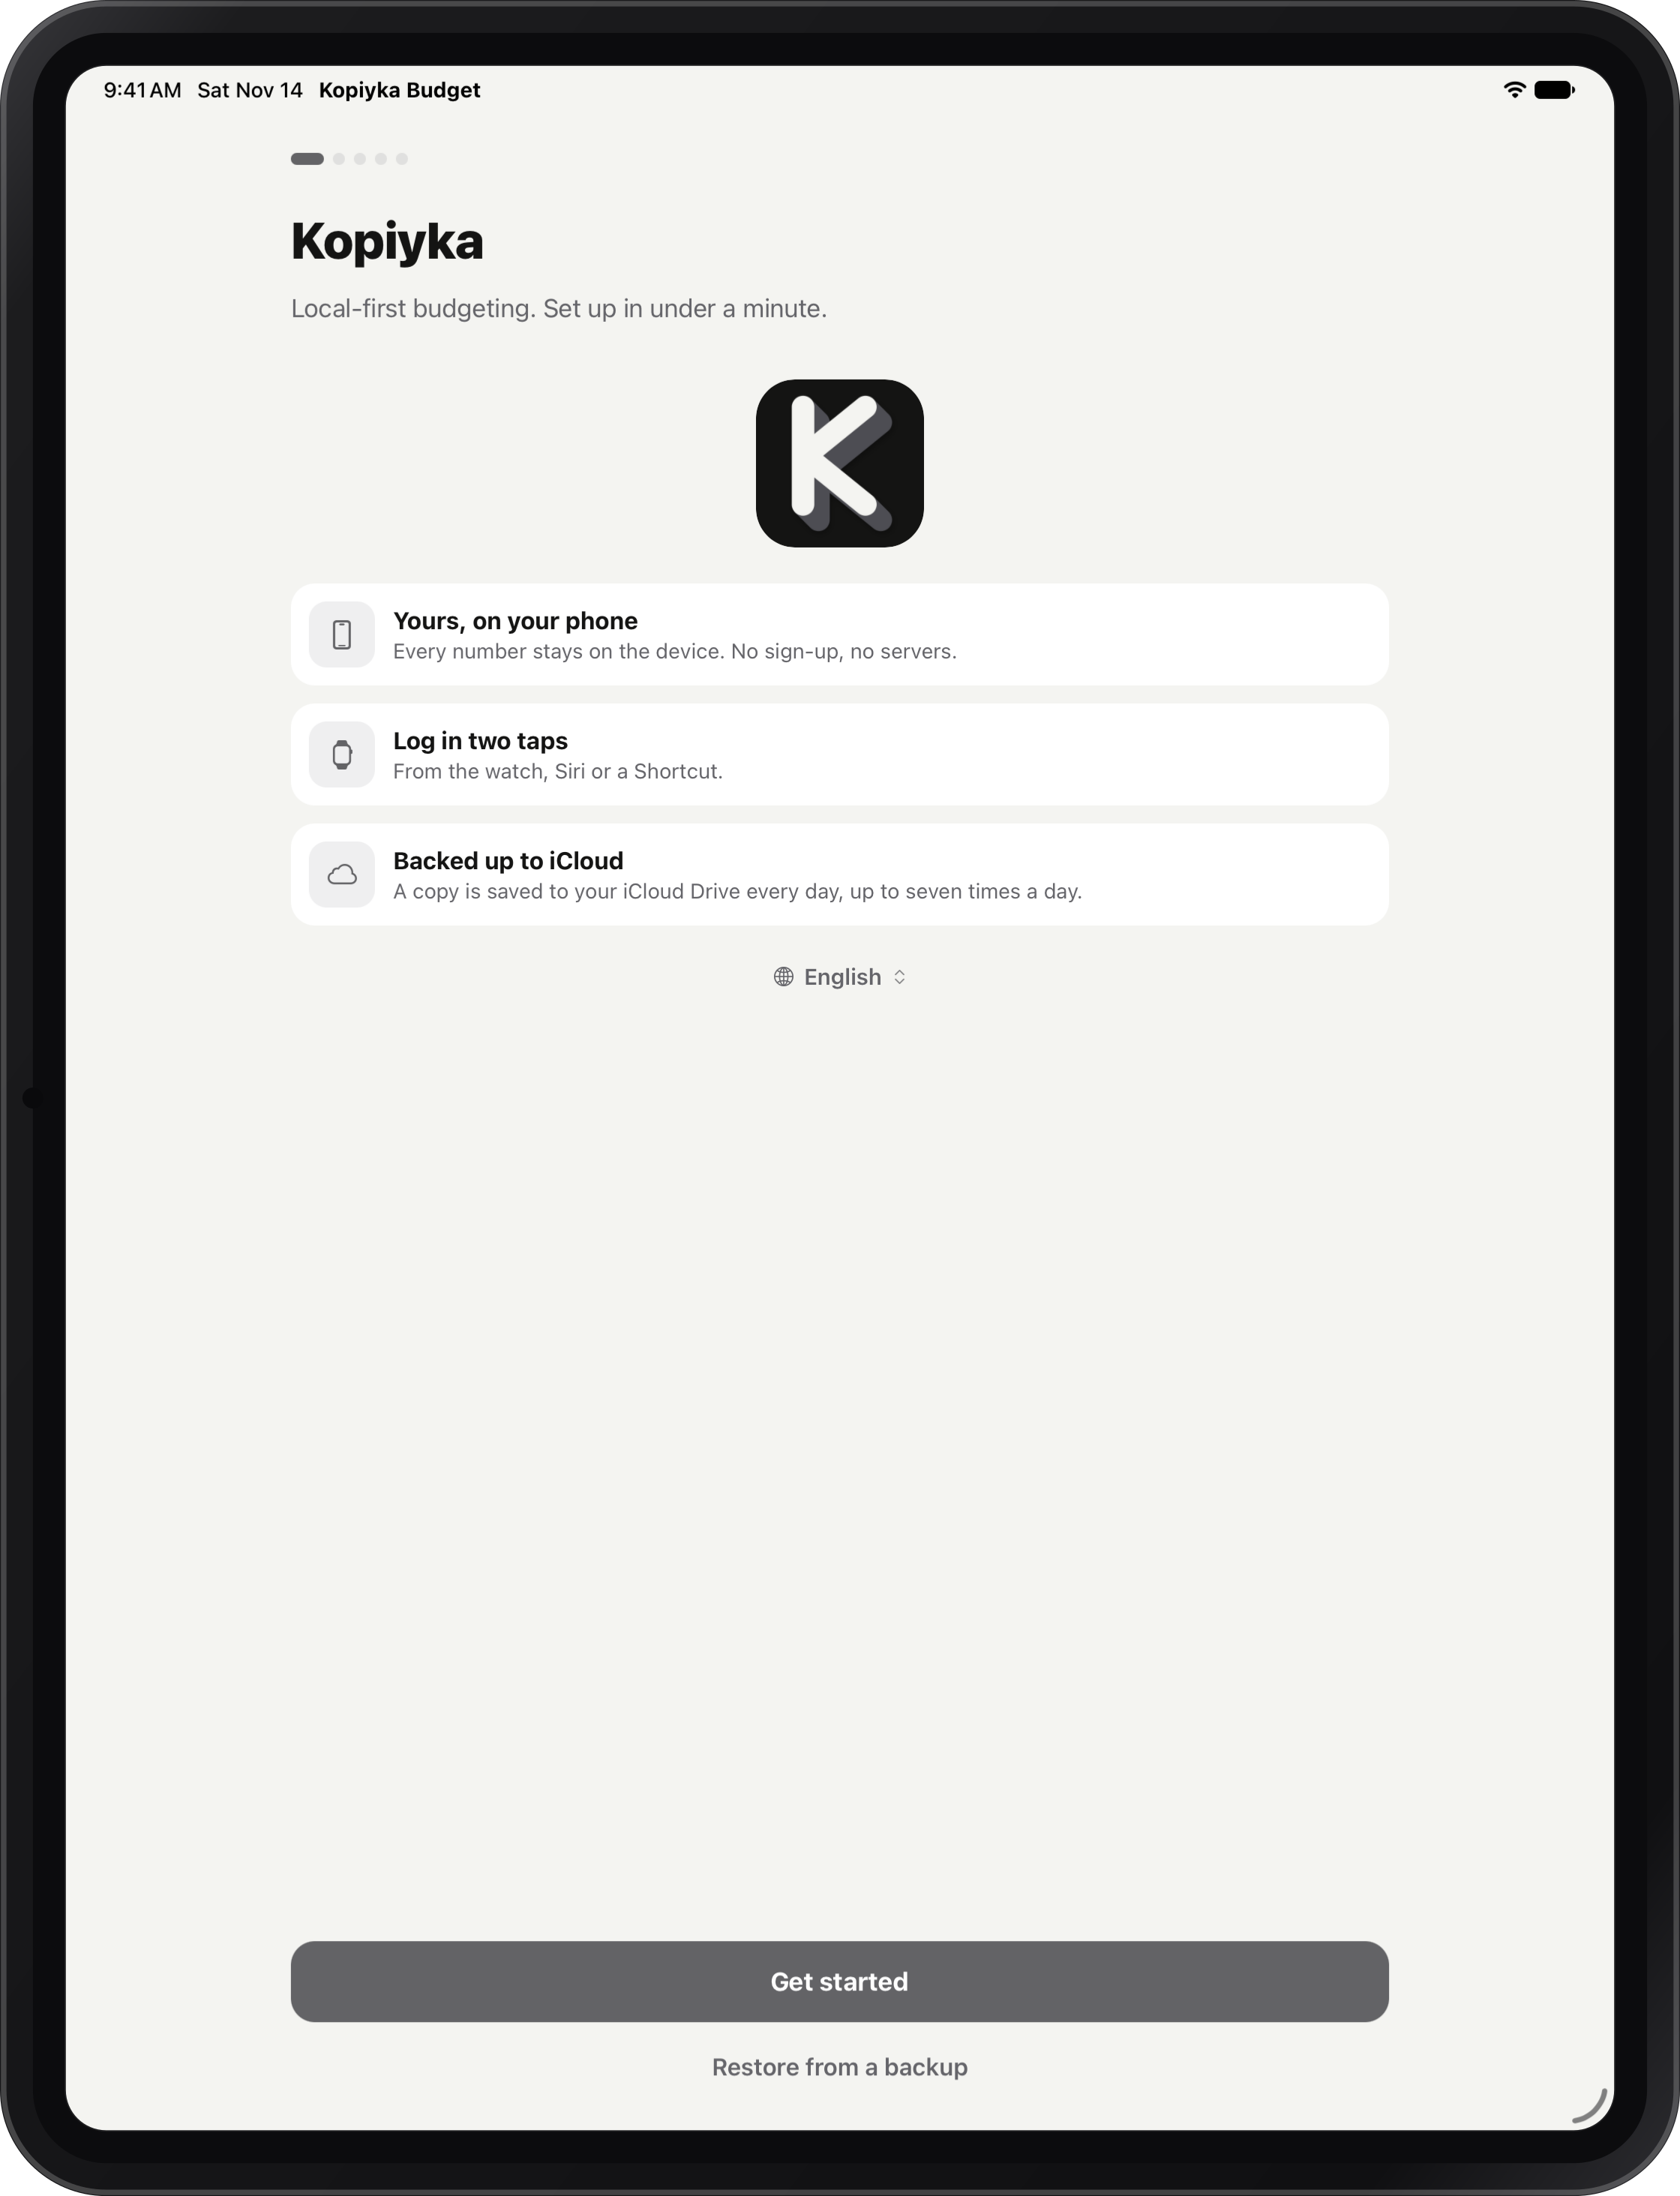 9:41 AM Sat Nov 14 Kopiyka Budget
Kopiyka
Local-first budgeting. Set up in under a minute.
K
Yours, on your phone
Every number stays on the device. No sign-up, no servers.
Log in two taps
From the watch, Siri or a Shortcut.
Backed up to iCloud
A copy is saved to your iCloud Drive every day, up to seven times a day.
English
Get started
Restore from a backup